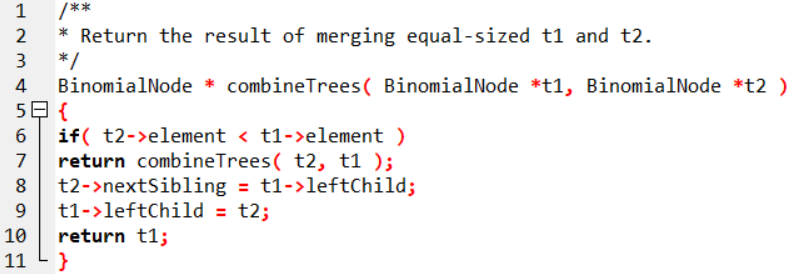 1 /**
2 * Return the result of merging equal-sized t1 and t2.
3 */
4 BinomialNode * combineTrees( BinomialNode *t1, BinomialNode *t2 )
5 {
6 if( t2->element < t1->element )
7 return combineTrees( t2, t1 );
8 t2->nextSibling = t1->leftChild;
9 t1->leftChild = t2;
10 return t1;
11 }